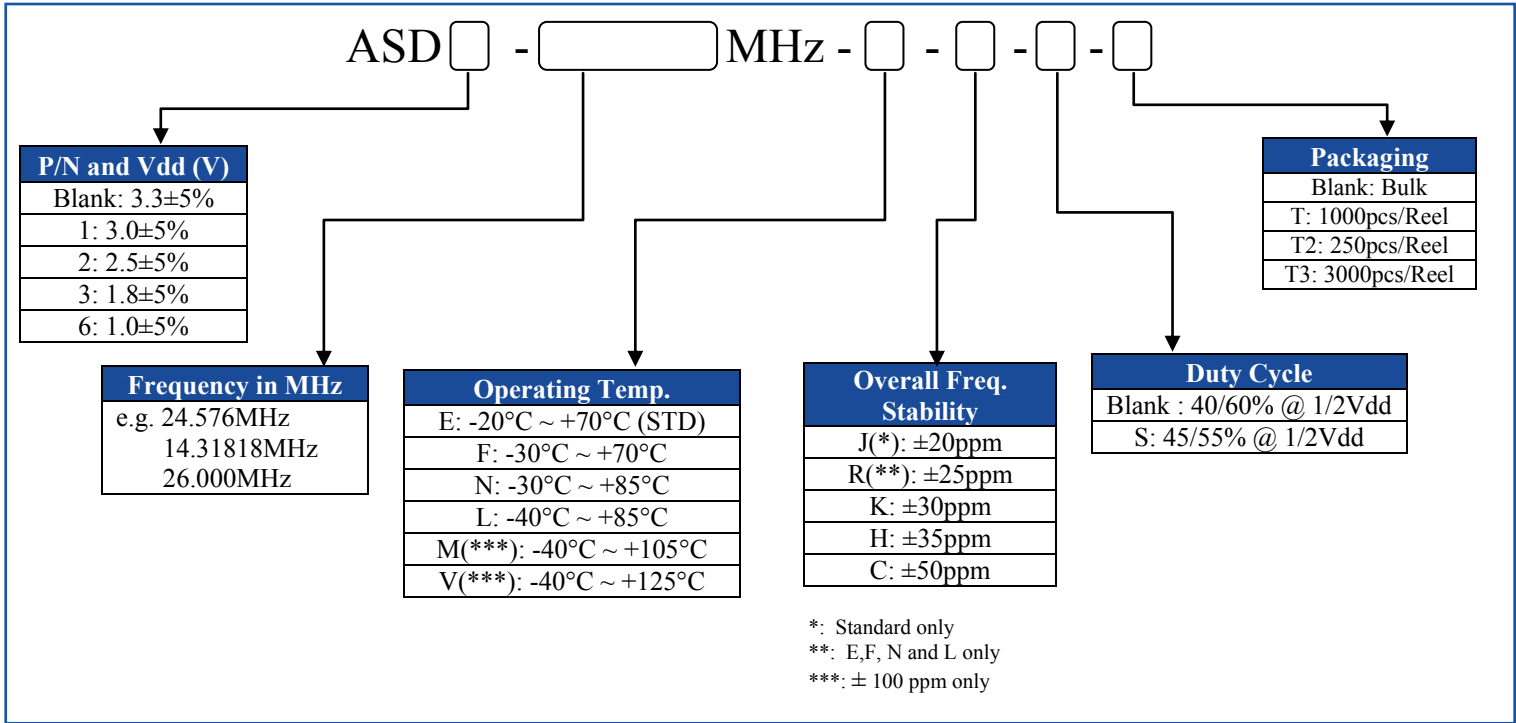 ASD - MHz - - - -
P/N and Vdd (V)
Blank: 3.3±5%
1: 3.0±5%
2: 2.5±5%
3: 1.8±5%
6: 1.0±5%
Frequency in MHz
e.g. 24.576MHz
14.31818MHz
26.000MHz
Operating Temp.
E: -20°C ~ +70°C (STD)
F: -30°C ~ +70°C
N: -30°C ~ +85°C
L: -40°C ~ +85°C
M(***): -40°C ~ +105°C
V(***): -40°C ~ +125°C
Overall Freq.
Stability
J(*): ±20ppm
R(**): ±25ppm
K: ±30ppm
H: ±35ppm
C: ±50ppm
*: Standard only
**: E,F, N and L only
***: ± 100 ppm only
Duty Cycle
Blank : 40/60% @ 1/2Vdd
S: 45/55% @ 1/2Vdd
Packaging
Blank: Bulk
T: 1000pcs/Reel
T2: 250pcs/Reel
T3: 3000pcs/Reel